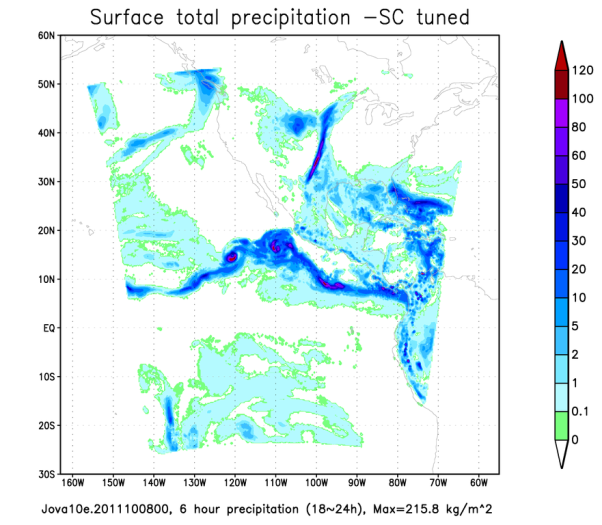 Surface total precipitation -SC tuned
60N
50N
40N
30N
20N
10N
EQ
10S
20S
30S
160W 150W 140W 130W 120W 110W 100W 90W 80W 70W
120
100
80
60
50
40
30
20
10
5
2
1
0.1
0
Jova10e.2011100800, 6 hour precipitation (18~24h), Max=215.8 kg/m^2